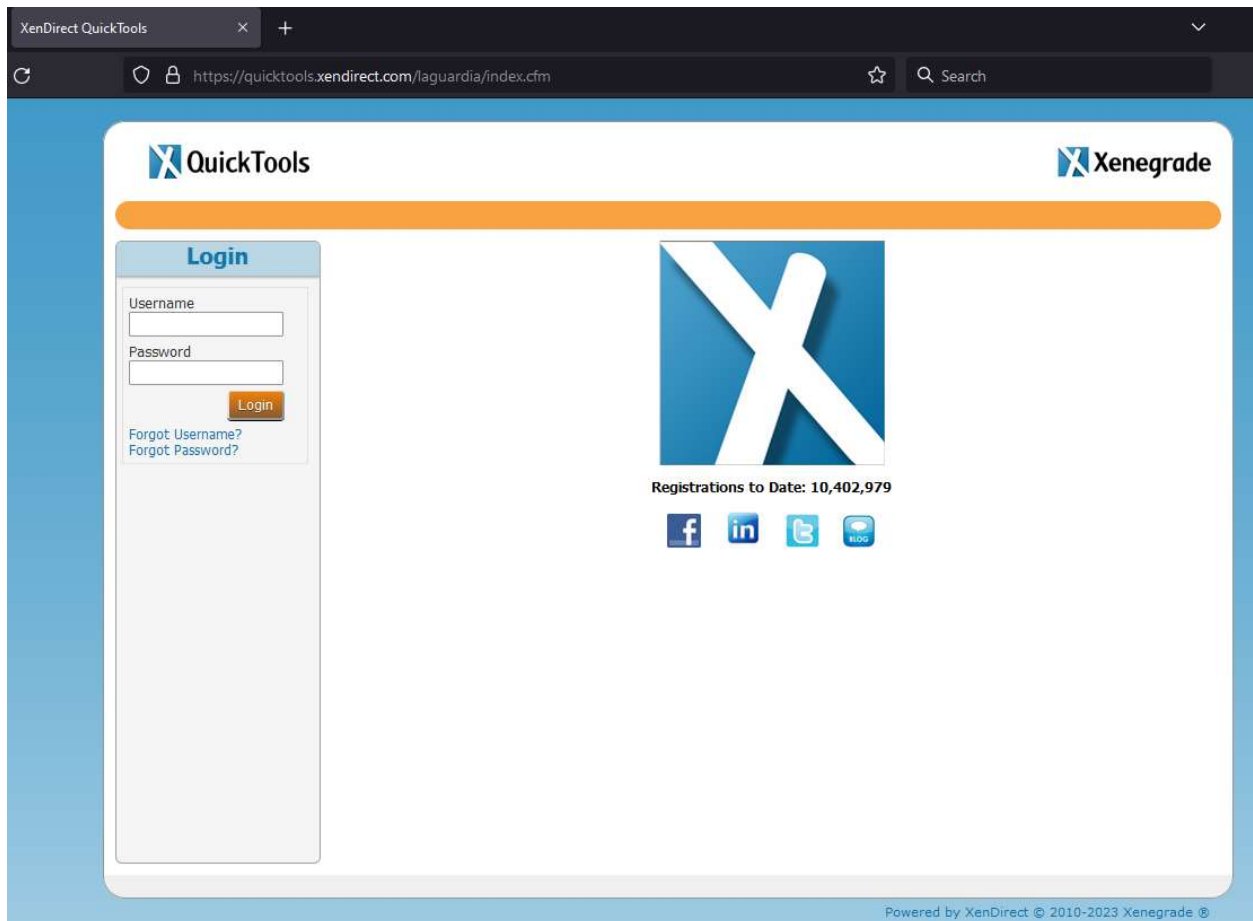 XenDirect QuickTools
https://quicktools.xendirect.com/laguardia/index.cfm
Search
QuickTools
Xenegrade
Login
Username
Password
Login
Forgot Username?
Forgot Password?
Registrations to Date: 10,402,979
f
in
t
BLOG
Powered by XenDirect © 2010-2023 Xenegrade ®